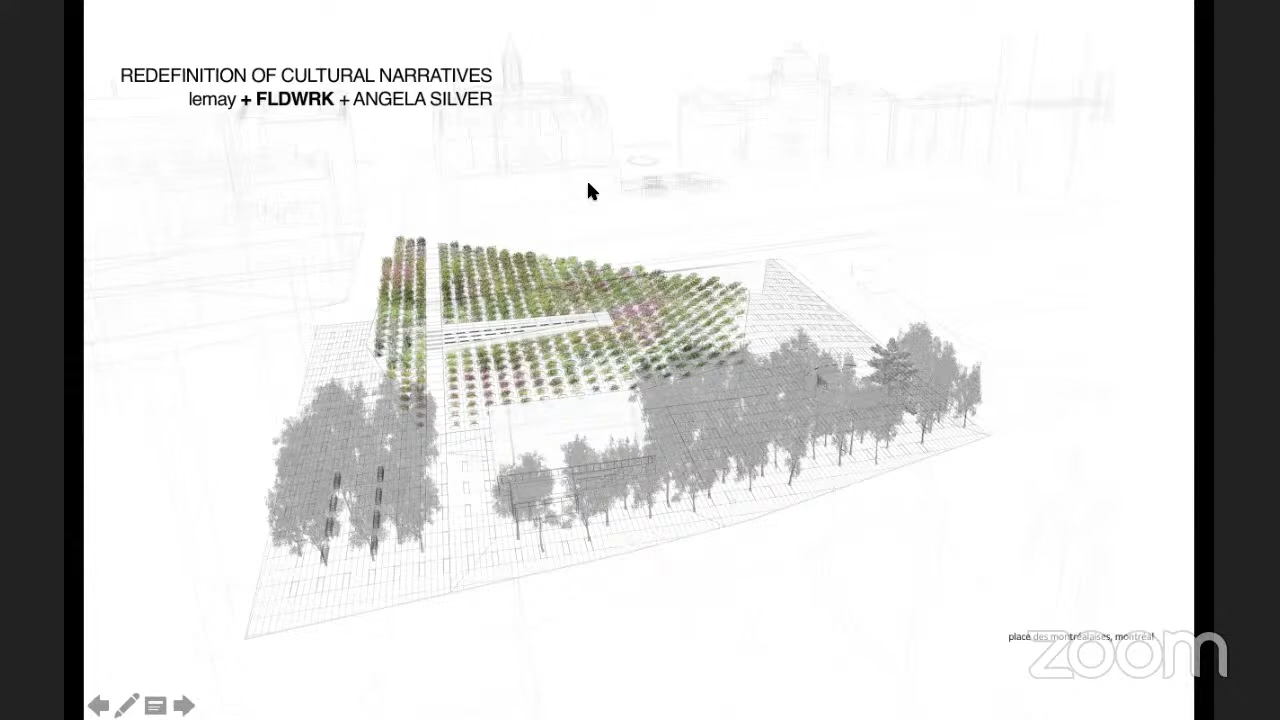 REDEFINITION OF CULTURAL NARRATIVES
lemay + FLDWRK + ANGELA SILVER
place des montréalaises, montréal
zoom